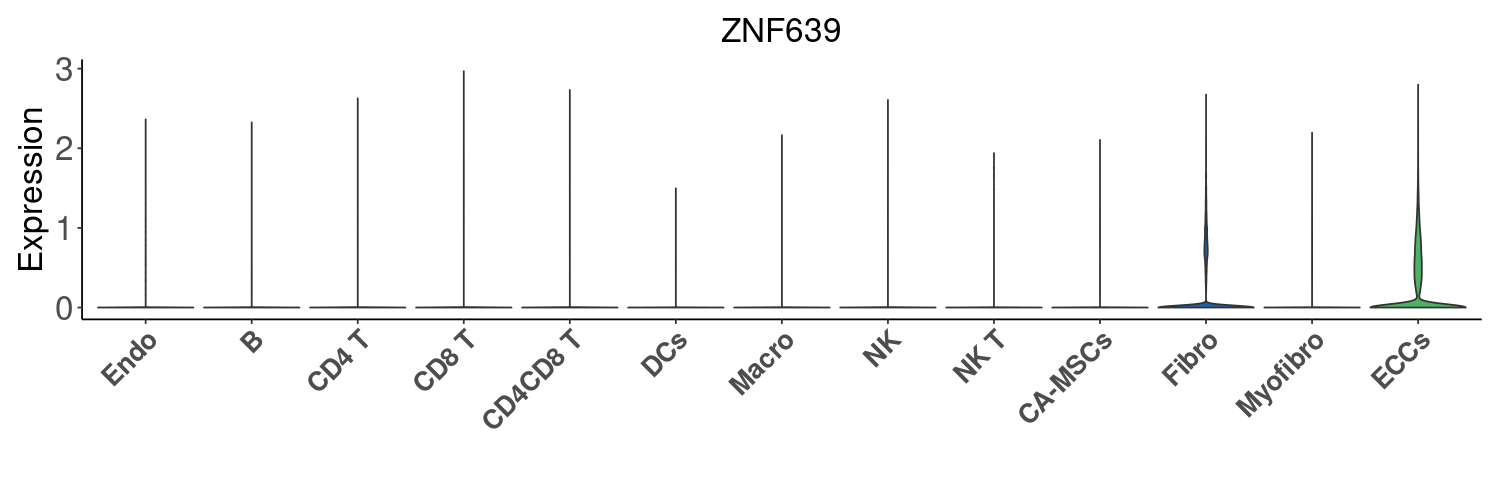 ZNF639
Expression
3
2
1
0
Endo
B
CD4 T
CD8 T
CD4CD8 T
DCs
Macro
NK
NK T
CA-MSCs
Fibro
Myofibro
ECCs